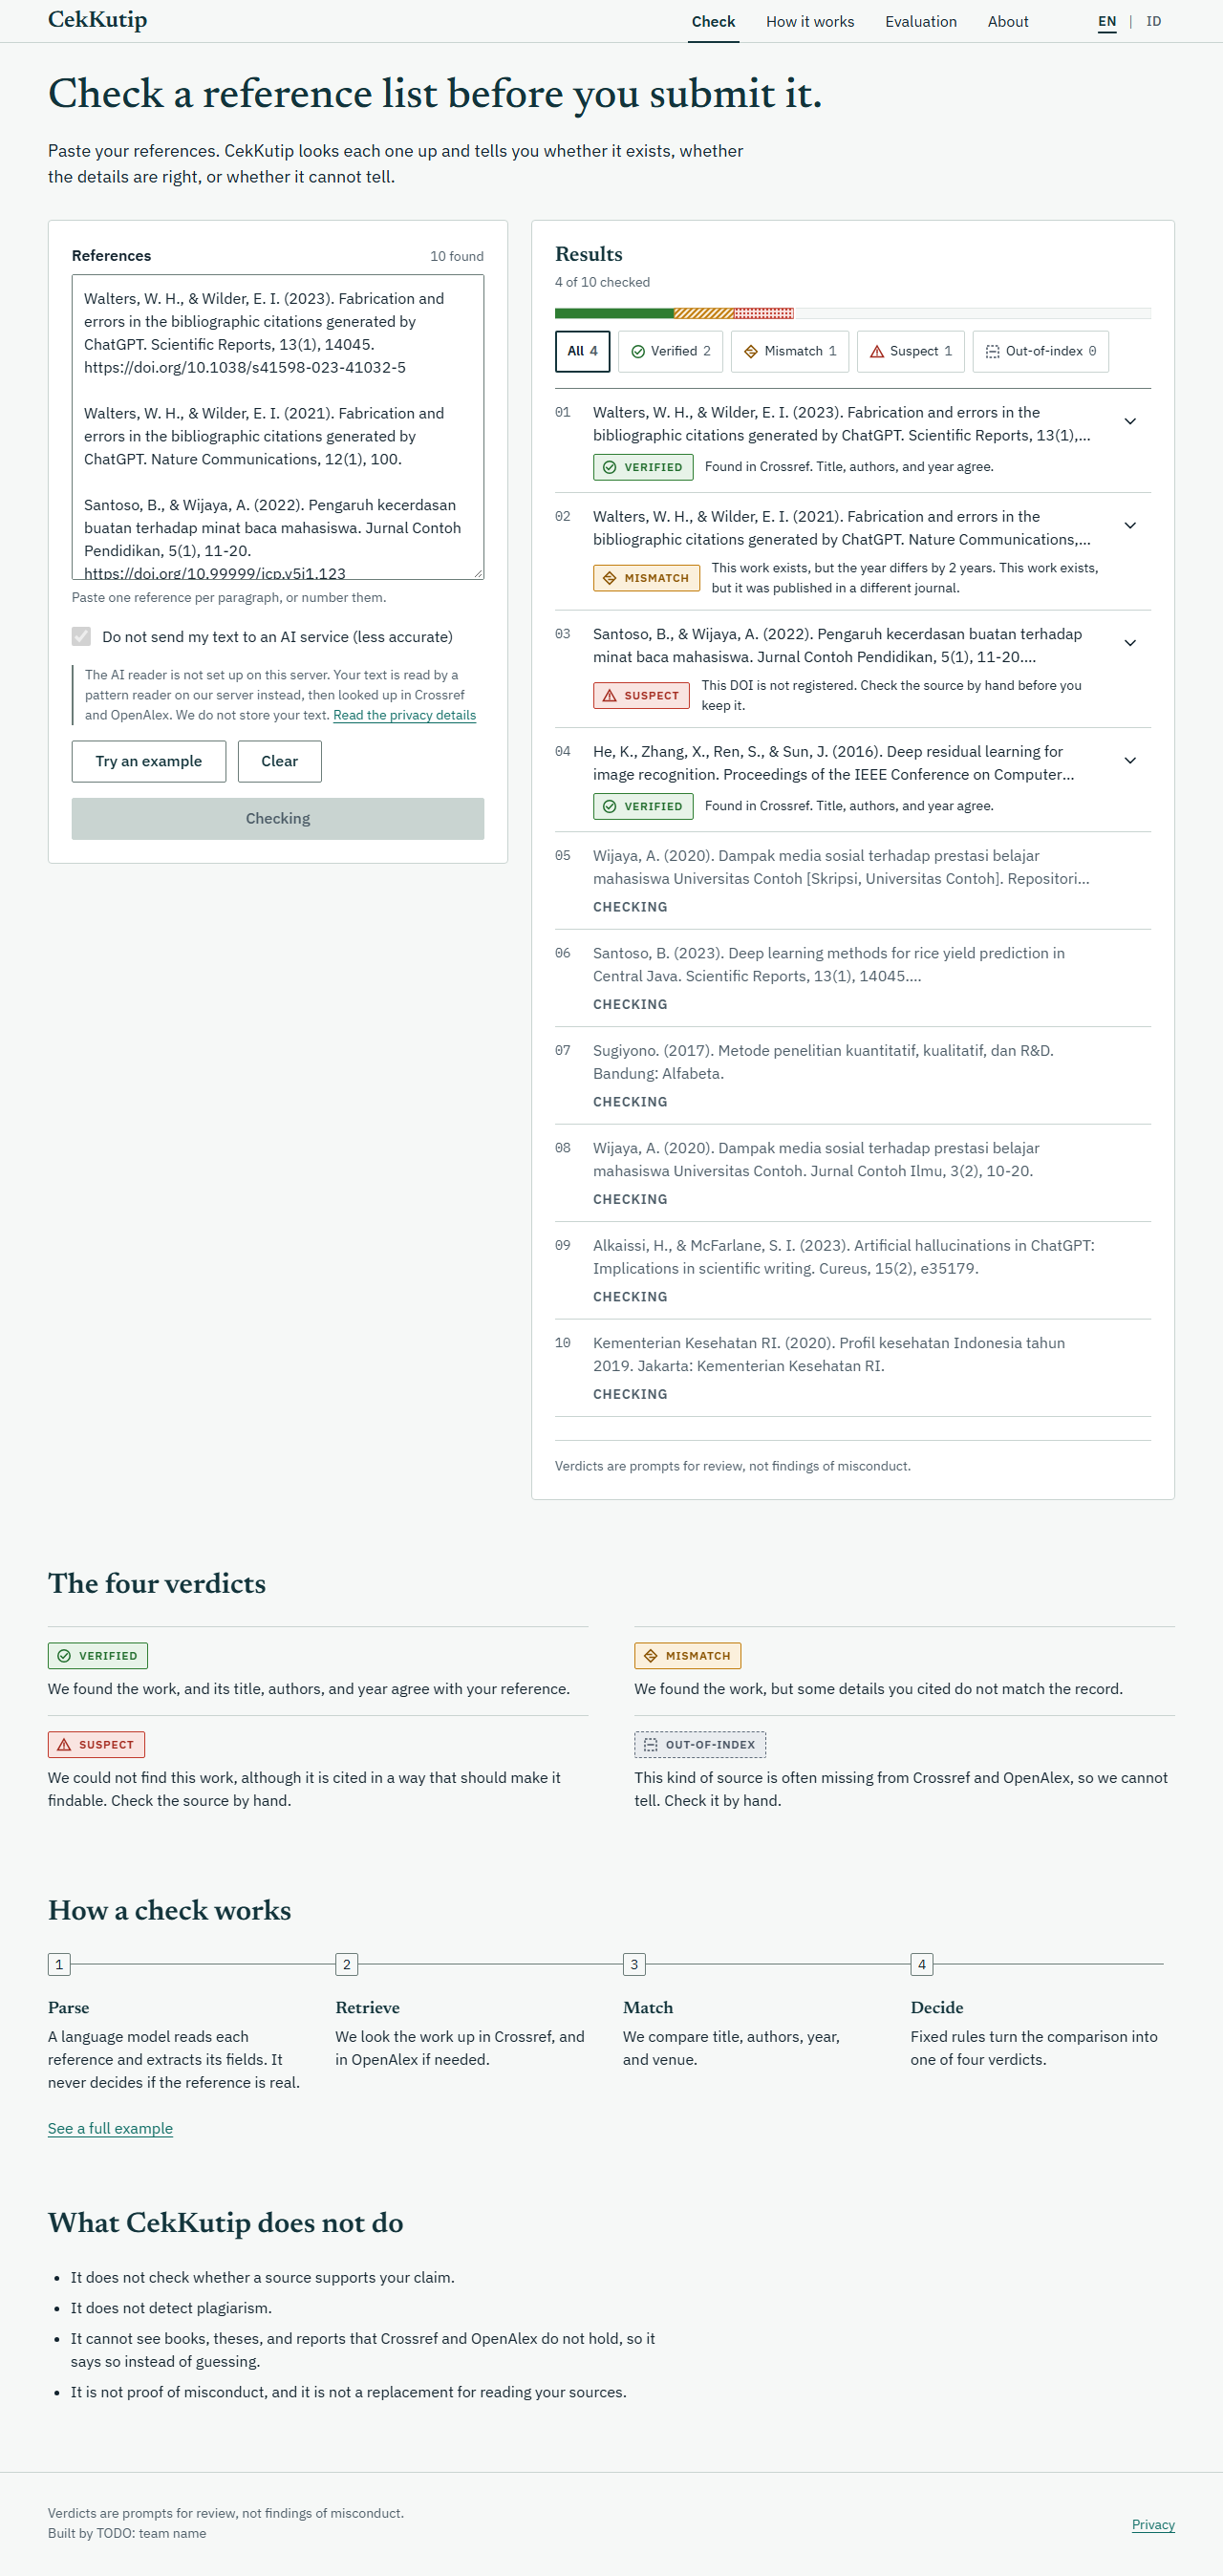 CekKutip
Check
How it works
Evaluation
About
EN | ID
Check a reference list before you submit it.
Paste your references. CekKutip looks each one up and tells you whether it exists, whether
the details are right, or whether it cannot tell.
References
10 found
Walters, W. H., & Wilder, E. I. (2023). Fabrication and
errors in the bibliographic citations generated by
ChatGPT. Scientific Reports, 13(1), 14045.
https://doi.org/10.1038/s41598-023-41032-5
Walters, W. H., & Wilder, E. I. (2021). Fabrication and
errors in the bibliographic citations generated by
ChatGPT. Nature Communications, 12(1), 100.
Santoso, B., & Wijaya, A. (2022). Pengaruh kecerdasan
buatan terhadap minat baca mahasiswa. Jurnal Contoh
Pendidikan, 5(1), 11-20.
https://doi.org/10.99999/jcp.v5i1.123
Paste one reference per paragraph, or number them.
Do not send my text to an AI service (less accurate)
The AI reader is not set up on this server. Your text is read by a
pattern reader on our server instead, then looked up in Crossref
and OpenAlex. We do not store your text. Read the privacy details
Try an example
Clear
Checking
Results
4 of 10 checked
All 4
Verified 2
Mismatch 1
Suspect 1
Out-of-index 0
01
Walters, W. H., & Wilder, E. I. (2023). Fabrication and errors in the
bibliographic citations generated by ChatGPT. Scientific Reports, 13(1),...
VERIFIED
Found in Crossref. Title, authors, and year agree.
02
Walters, W. H., & Wilder, E. I. (2021). Fabrication and errors in the
bibliographic citations generated by ChatGPT. Nature Communications,...
MISMATCH
This work exists, but the year differs by 2 years. This work exists,
but it was published in a different journal.
03
Santoso, B., & Wijaya, A. (2022). Pengaruh kecerdasan buatan terhadap
minat baca mahasiswa. Jurnal Contoh Pendidikan, 5(1), 11-20....
SUSPECT
This DOI is not registered. Check the source by hand before you
keep it.
04
He, K., Zhang, X., Ren, S., & Sun, J. (2016). Deep residual learning for
image recognition. Proceedings of the IEEE Conference on Computer...
VERIFIED
Found in Crossref. Title, authors, and year agree.
05
Wijaya, A. (2020). Dampak media sosial terhadap prestasi belajar
mahasiswa Universitas Contoh [Skripsi, Universitas Contoh]. Repositori...
CHECKING
06
Santoso, B. (2023). Deep learning methods for rice yield prediction in
Central Java. Scientific Reports, 13(1), 14045....
CHECKING
07
Sugiyono. (2017). Metode penelitian kuantitatif, kualitatif, dan R&D.
Bandung: Alfabeta.
CHECKING
08
Wijaya, A. (2020). Dampak media sosial terhadap prestasi belajar
mahasiswa Universitas Contoh. Jurnal Contoh Ilmu, 3(2), 10-20.
CHECKING
09
Alkaissi, H., & McFarlane, S. I. (2023). Artificial hallucinations in ChatGPT:
Implications in scientific writing. Cureus, 15(2), e35179.
CHECKING
10
Kementerian Kesehatan RI. (2020). Profil kesehatan Indonesia tahun
2019. Jakarta: Kementerian Kesehatan RI.
CHECKING
Verdicts are prompts for review, not findings of misconduct.
The four verdicts
VERIFIED
We found the work, and its title, authors, and year agree with your reference.
MISMATCH
We found the work, but some details you cited do not match the record.
SUSPECT
We could not find this work, although it is cited in a way that should make it
findable. Check the source by hand.
OUT-OF-INDEX
This kind of source is often missing from Crossref and OpenAlex, so we cannot
tell. Check it by hand.
How a check works
1
Parse
A language model reads each
reference and extracts its fields. It
never decides if the reference is real.
2
Retrieve
We look the work up in Crossref, and
in OpenAlex if needed.
3
Match
We compare title, authors, year,
and venue.
4
Decide
Fixed rules turn the comparison into
one of four verdicts.
See a full example
What CekKutip does not do
• It does not check whether a source supports your claim.
• It does not detect plagiarism.
• It cannot see books, theses, and reports that Crossref and OpenAlex do not hold, so it
says so instead of guessing.
• It is not proof of misconduct, and it is not a replacement for reading your sources.
Verdicts are prompts for review, not findings of misconduct.
Built by TODO: team name
Privacy